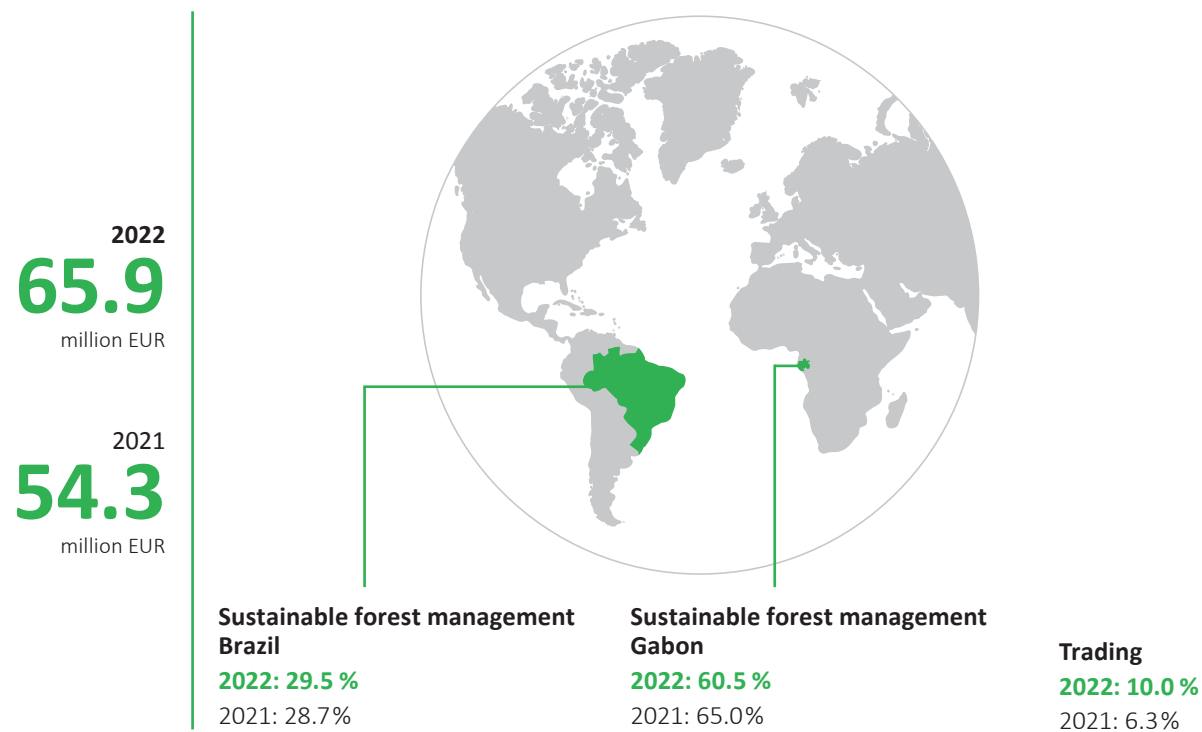 2022
65.9
million EUR
2021
54.3
million EUR
Sustainable forest management
Brazil
2022: 29.5 %
2021: 28.7%
Sustainable forest management
Gabon
2022: 60.5 %
2021: 65.0%
Trading
2022: 10.0 %
2021: 6.3%